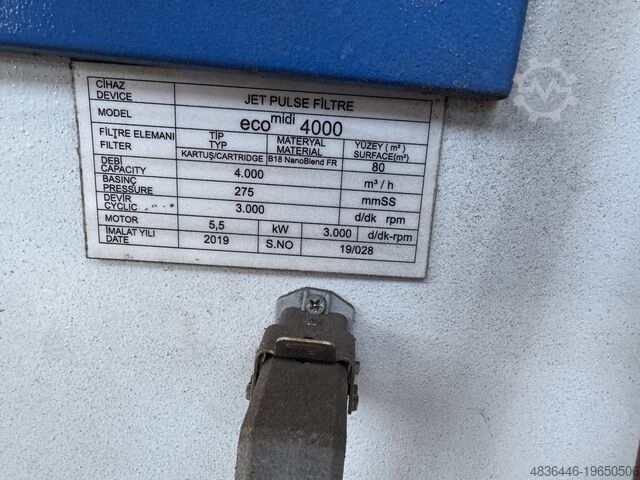 CİHAZ DEVICE JET PULSE FİLTRE
MODEL eco midi 4000
FİLTRE ELEMANI FILTER TİP TYP MATERYAL MATERIAL YÜZEY (m²) SURFACE(m²)
KARTUŞ/CARTRIDGE B18 NanoBlend FR 80
DEBİ CAPACITY 4.000 m³/h
BASINÇ PRESSURE 275 mmSS
DEVİR CYCLIC 3.000 d/dk rpm
MOTOR 5,5 kW 3.000 d/dk-rpm
İMALAT YILI DATE 2019 S.NO 19/028
4836446-19650506